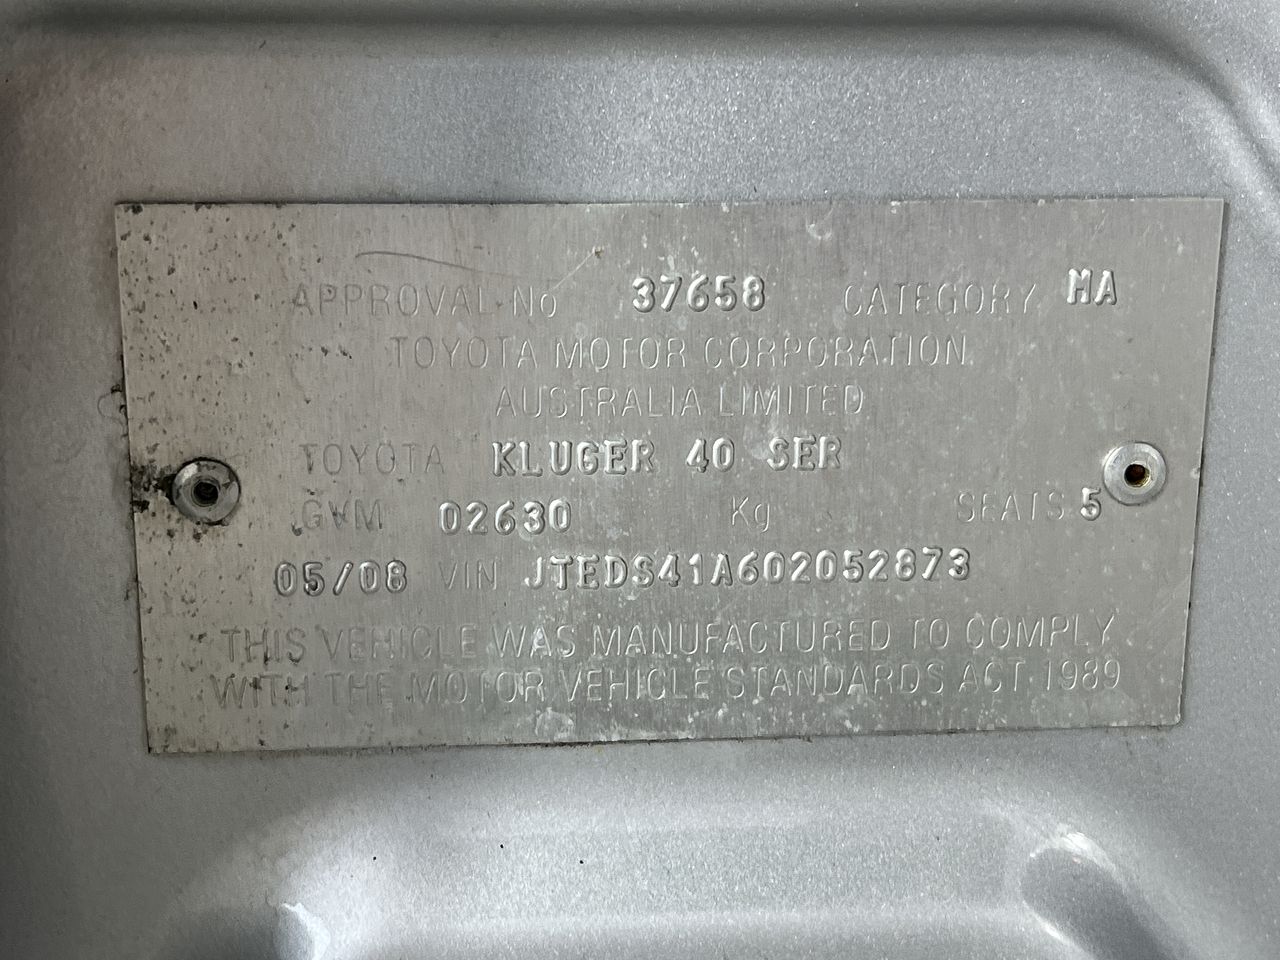 APPROVAL No 37658 CATEGORY MA
TOYOTA MOTOR CORPORATION
AUSTRALIA LIMITED
TOYOTA KLUGER 40 SER
GVM 02630 Kg SEATS 5
05/08 VIN JTEDS41A602052873
THIS VEHICLE WAS MANUFACTURED TO COMPLY
WITH THE MOTOR VEHICLE STANDARDS ACT 1989